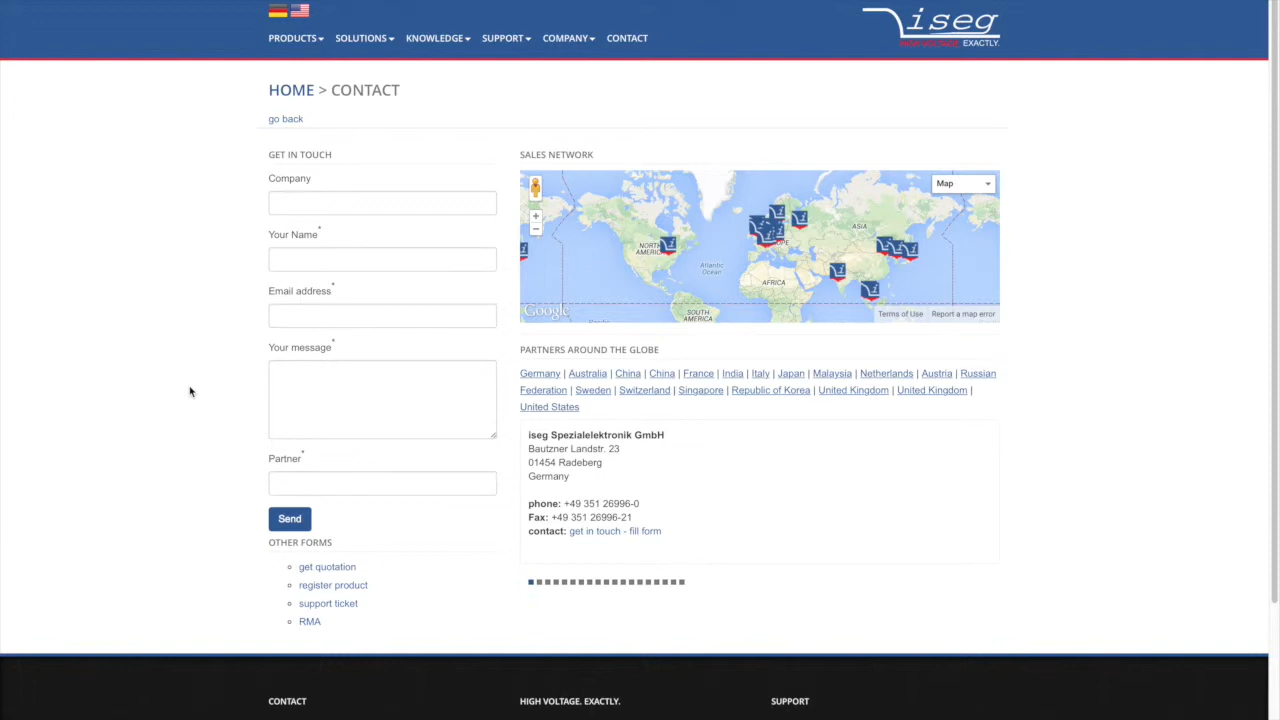 iseg
HIGH VOLTAGE. EXACTLY.
PRODUCTS
SOLUTIONS
KNOWLEDGE
SUPPORT
COMPANY
CONTACT
HOME > CONTACT
go back
GET IN TOUCH
Company
Your Name*
Email address*
Your message*
Partner*
Send
OTHER FORMS
get quotation
register product
support ticket
RMA
SALES NETWORK
Map
ASIA
NORTH
AMERIC
Atlantic
Ocean
AFRICA
SOUTH
AMERICA
Google
Terms of Use
Report a map error
PARTNERS AROUND THE GLOBE
Germany | Australia | China | China | France | India | Italy | Japan | Malaysia | Netherlands | Austria | Russian
Federation | Sweden | Switzerland | Singapore | Republic of Korea | United Kingdom | United Kingdom |
United States
iseg Spezialelektronik GmbH
Bautzner Landstr. 23
01454 Radeberg
Germany
phone: +49 351 26996-0
Fax: +49 351 26996-21
contact: get in touch - fill form
CONTACT
HIGH VOLTAGE. EXACTLY.
SUPPORT